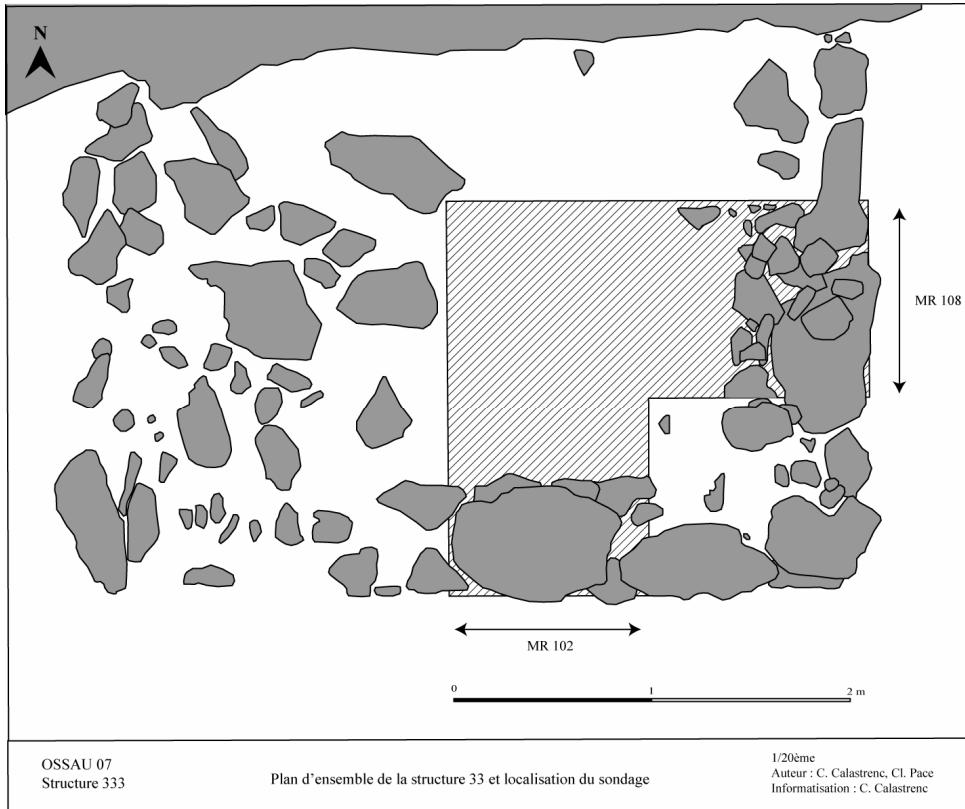 N
MR 108
MR 102
0 1 2 m
OSSAU 07
Structure 333
Plan d'ensemble de la structure 33 et localisation du sondage
1/20ème
Auteur : C. Calastrenc, Cl. Pace
Informatisation : C. Calastrenc